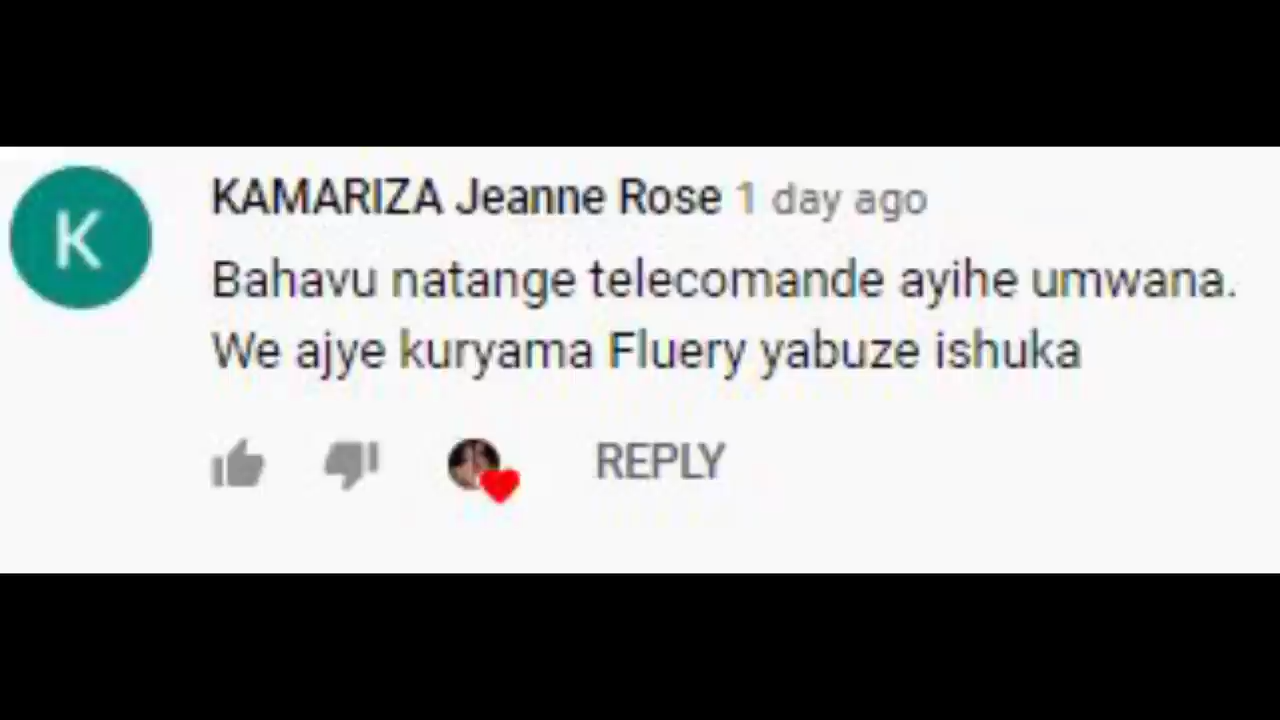 K
KAMARIZA Jeanne Rose 1 day ago
Bahavu natange telecomande ayihe umwana.
We ajye kuryama Fluery yabuze ishuka
REPLY